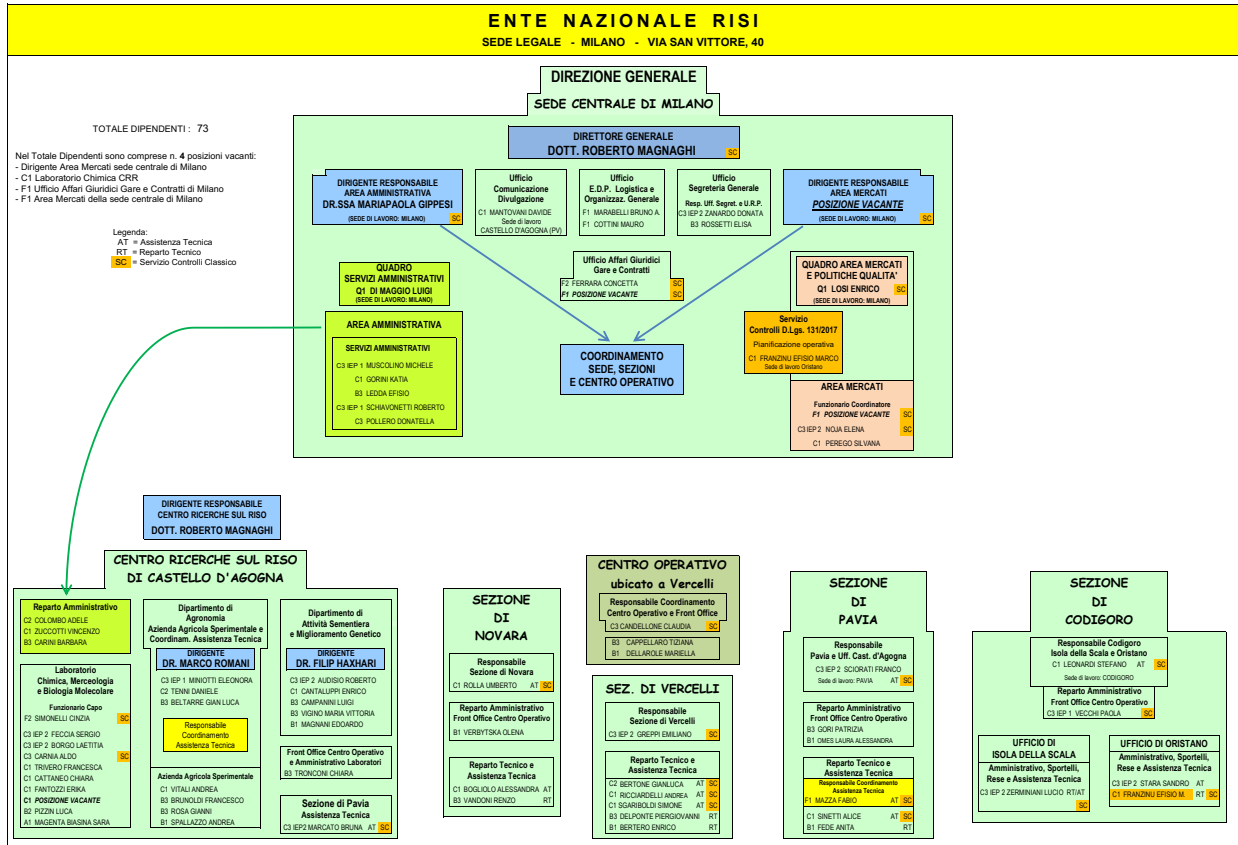 ENTE NAZIONALE RISI
SEDE LEGALE - MILANO - VIA SAN VITTORE, 40
DIREZIONE GENERALE
SEDE CENTRALE DI MILANO
TOTALE DIPENDENTI : 73
Nel Totale Dipendenti sono comprese n. 4 posizioni vacanti:
- Dirigente Area Mercati sede centrale di Milano
- C1 Laboratorio Chimica CRR
- F1 Ufficio Affari Giuridici Gare e Contratti di Milano
- F1 Area Mercati della sede centrale di Milano
Legenda:
AT = Assistenza Tecnica
RT = Reparto Tecnico
SC = Servizio Controlli Classico
DIRETTORE GENERALE
DOTT. ROBERTO MAGNAGHI SC
DIRIGENTE RESPONSABILE
AREA AMMINISTRATIVA
DR.SSA MARIAPAOLA GIPPESI
(SEDE DI LAVORO: MILANO) SC
Ufficio
Comunicazione
Divulgazione
C1 MANTOVANI DAVIDE
Sede di lavoro
CASTELLO D'AGOGNA (PV)
Ufficio
E.D.P. Logistica e
Organizzaz. Generale
F1 MARABELLI BRUNO A.
F1 COTTINI MAURO
Ufficio
Segreteria Generale
Resp. Uff. Segret. e U.R.P.
C3 IEP 2 ZANARDO DONATA
B3 ROSSETTI ELISA
DIRIGENTE RESPONSABILE
AREA MERCATI
POSIZIONE VACANTE
(SEDE DI LAVORO: MILANO) SC
Ufficio Affari Giuridici
Gare e Contratti
F2 FERRARA CONCETTA SC
F1 POSIZIONE VACANTE SC
QUADRO
SERVIZI AMMINISTRATIVI
Q1 DI MAGGIO LUIGI
(SEDE DI LAVORO: MILANO)
QUADRO AREA MERCATI
E POLITICHE QUALITA'
Q1 LOSI ENRICO SC
(SEDE DI LAVORO: MILANO)
AREA AMMINISTRATIVA
SERVIZI AMMINISTRATIVI
C3 IEP 1 MUSCOLINO MICHELE
C1 GORINI KATIA
B3 LEDDA EFISIO
C3 IEP 1 SCHIAVONETTI ROBERTO
C3 POLLERO DONATELLA
COORDINAMENTO
SEDE, SEZIONI
E CENTRO OPERATIVO
Servizio
Controlli D.Lgs. 131/2017
Pianificazione operativa
C1 FRANZINU EFISIO MARCO
Sede di lavoro Oristano
AREA MERCATI
Funzionario Coordinatore
F1 POSIZIONE VACANTE SC
C3 IEP 2 NOJA ELENA SC
C1 PEREGO SILVANA
DIRIGENTE RESPONSABILE
CENTRO RICERCHE SUL RISO
DOTT. ROBERTO MAGNAGHI
CENTRO RICERCHE SUL RISO
DI CASTELLO D'AGOGNA
Reparto Amministrativo
C2 COLOMBO ADELE
C1 ZUCCOTTI VINCENZO
B3 CARINI BARBARA
Laboratorio
Chimica, Merceologia
e Biologia Molecolare
Funzionario Capo
F2 SIMONELLI CINZIA SC
C3 IEP 2 FECCIA SERGIO
C3 IEP 2 BORGO LAETITIA
C3 CARNIA ALDO SC
C1 TRIVERO FRANCESCA
C1 CATTANEO CHIARA
C1 FANTOZZI ERIKA
C1 POSIZIONE VACANTE
B2 PIZZIN LUCA
A1 MAGENTA BIASINA SARA
Dipartimento di
Agronomia
Azienda Agricola Sperimentale e
Coordinam. Assistenza Tecnica
DIRIGENTE
DR. MARCO ROMANI
C3 IEP 1 MINIOTTI ELEONORA
C2 TENNI DANIELE
B3 BELTARRE GIAN LUCA
Responsabile
Coordinamento
Assistenza Tecnica
Azienda Agricola Sperimentale
C1 VITALI ANDREA
B3 BRUNOLDI FRANCESCO
B3 ROSA GIANNI
B1 SPALLAZZO ANDREA
Dipartimento di
Attività Sementiera
e Miglioramento Genetico
DIRIGENTE
DR. FILIP HAXHARI
C3 IEP 2 AUDISIO ROBERTO
C1 CANTALUPPI ENRICO
B3 CAMPANINI LUIGI
B3 VIGINO MARIA VITTORIA
B1 MAGNANI EDOARDO
Front Office Centro Operativo
e Amministrativo Laboratori
B3 TRONCONI CHIARA
Sezione di Pavia
Assistenza Tecnica
C3 IEP2 MARCATO BRUNA AT SC
SEZIONE
DI
NOVARA
Responsabile
Sezione di Novara
C1 ROLLA UMBERTO AT SC
Reparto Amministrativo
Front Office Centro Operativo
B1 VERBYTSKA OLENA
Reparto Tecnico e
Assistenza Tecnica
C1 BOGLIOLO ALESSANDRA AT
B3 VANDONI RENZO RT
CENTRO OPERATIVO
ubicato a Vercelli
Responsabile Coordinamento
Centro Operativo e Front Office
C3 CANDELLONE CLAUDIA SC
B3 CAPPELLARO TIZIANA
B1 DELLAROLE MARIELLA
SEZ. DI VERCELLI
Responsabile
Sezione di Vercelli
C3 IEP 2 GREPPI EMILIANO SC
Reparto Tecnico e
Assistenza Tecnica
C2 BERTONE GIANLUCA AT SC
C1 RICCIARDELLI ANDREA AT SC
C1 SGARIBOLDI SIMONE AT SC
B3 DELPONTE PIERGIOVANNI RT
B1 BERTERO ENRICO RT
SEZIONE
DI
PAVIA
Responsabile
Pavia e Uff. Cast. d'Agogna
C3 IEP 2 SCIORATI FRANCO
Sede di lavoro: PAVIA AT SC
Reparto Amministrativo
Front Office Centro Operativo
B3 GORI PATRIZIA
B1 OMES LAURA ALESSANDRA
Reparto Tecnico e
Assistenza Tecnica
Responsabile Coordinamento
Assistenza Tecnica
F1 MAZZA FABIO AT SC
C1 SINETTI ALICE AT SC
B1 FEDE ANITA RT
SEZIONE
DI
CODIGORO
Responsabile Codigoro
Isola della Scala e Oristano
C1 LEONARDI STEFANO AT SC
Sede di lavoro: CODIGORO
Reparto Amministrativo
Front Office Centro Operativo
C3 IEP 1 VECCHI PAOLA SC
UFFICIO DI
ISOLA DELLA SCALA
Amministrativo, Sportelli,
Rese e Assistenza Tecnica
C3 IEP 2 ZERMINIANI LUCIO RT/AT
SC
UFFICIO DI ORISTANO
Amministrativo, Sportelli,
Rese e Assistenza Tecnica
C3 IEP 2 STARA SANDRO AT
C1 FRANZINU EFISIO M. RT SC